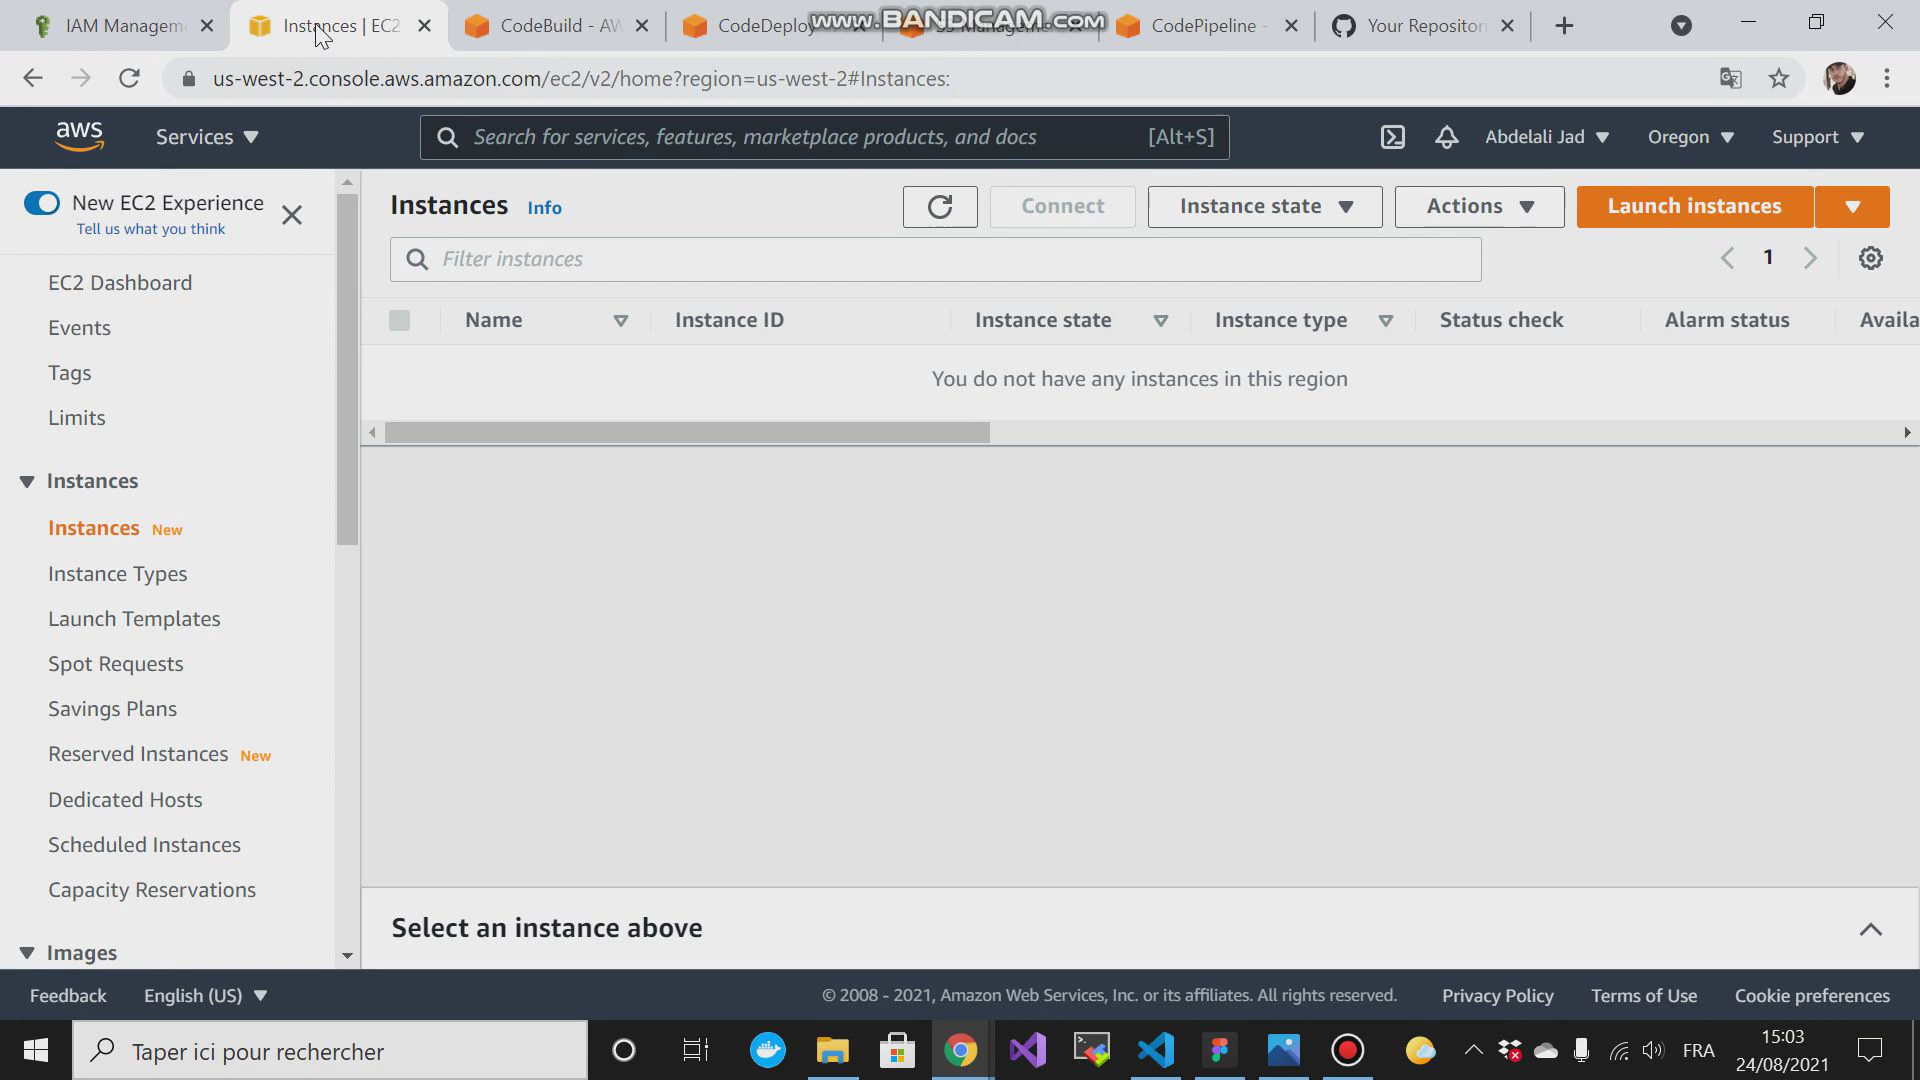 IAM Managem
Instances | EC2
CodeBuild - AW
CodeDeploy
S3 Manageme
CodePipeline -
Your Repositori
www.BANDICAM.com
us-west-2.console.aws.amazon.com/ec2/v2/home?region=us-west-2#Instances:
aws
Services
Search for services, features, marketplace products, and docs
[Alt+S]
Abdelali Jad
Oregon
Support
New EC2 Experience
Tell us what you think
EC2 Dashboard
Events
Tags
Limits
Instances
Instances New
Instance Types
Launch Templates
Spot Requests
Savings Plans
Reserved Instances New
Dedicated Hosts
Scheduled Instances
Capacity Reservations
Images
Instances Info
Connect
Instance state
Actions
Launch instances
Filter instances
1
Name
Instance ID
Instance state
Instance type
Status check
Alarm status
Availa
You do not have any instances in this region
Select an instance above
Feedback
English (US)
© 2008 - 2021, Amazon Web Services, Inc. or its affiliates. All rights reserved.
Privacy Policy
Terms of Use
Cookie preferences
Taper ici pour rechercher
FRA
15:03
24/08/2021